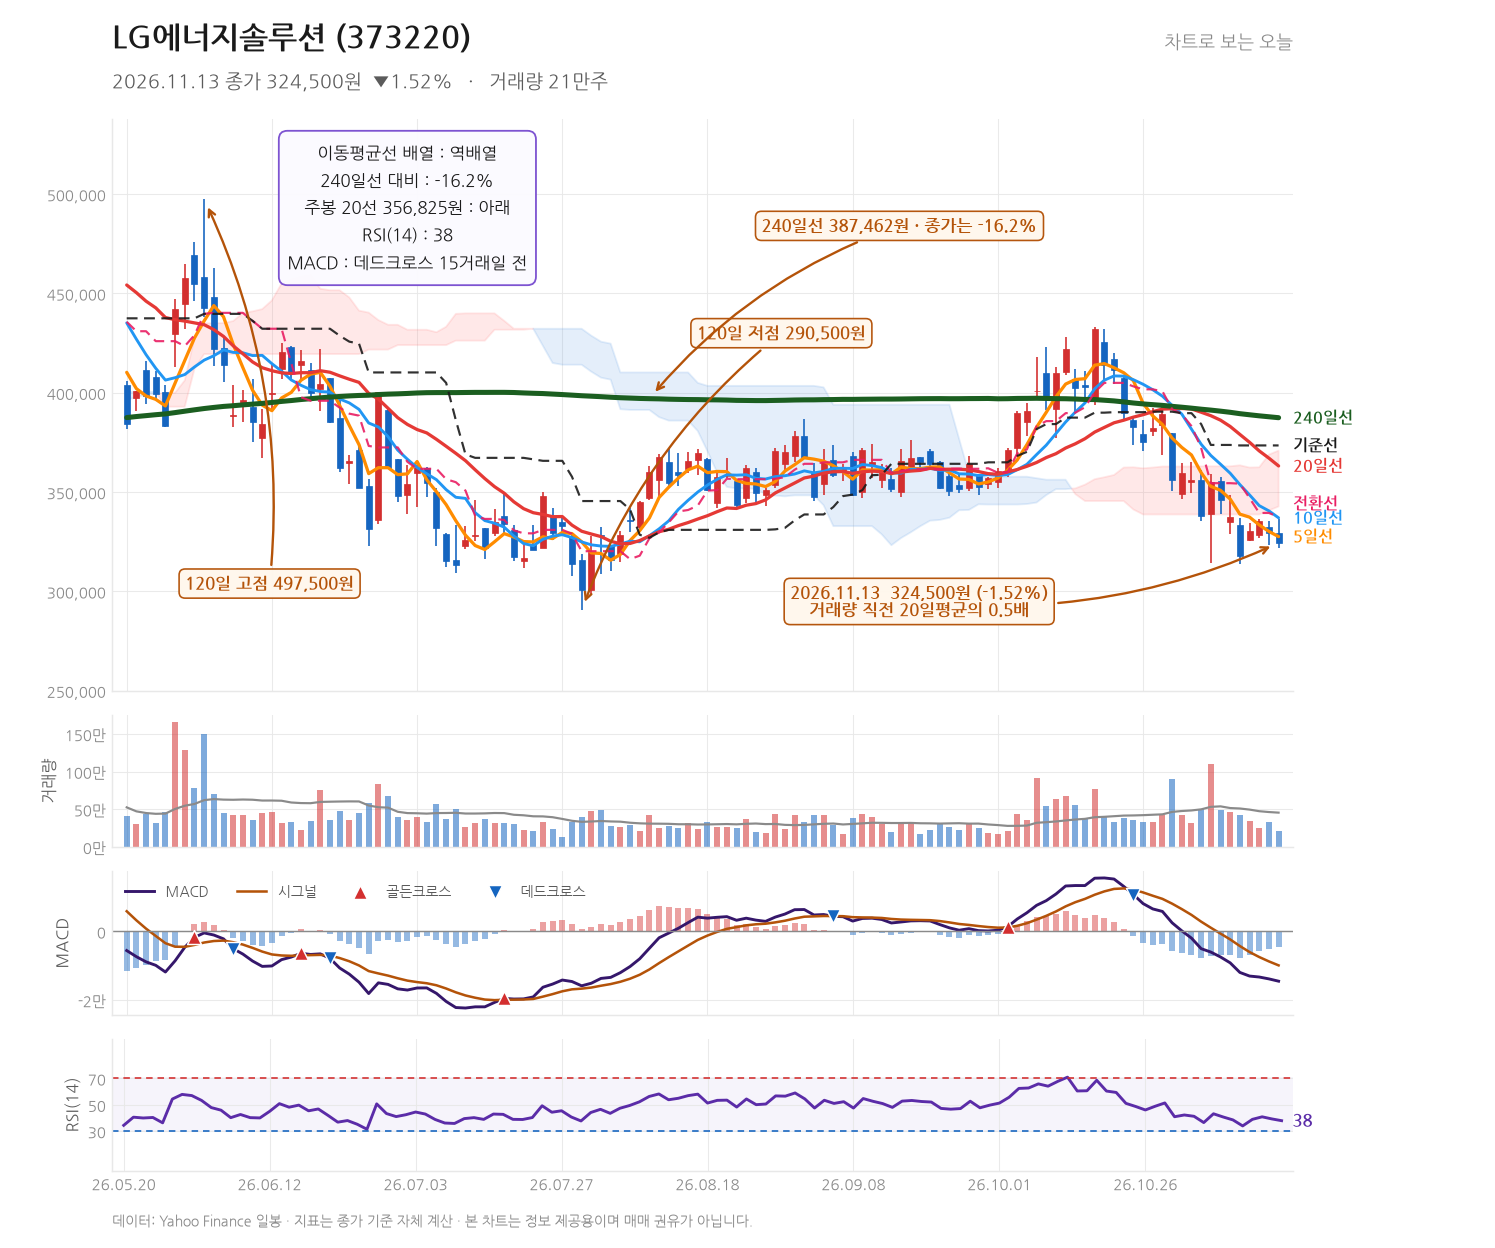 LG에너지솔루션 (373220)
차트로 보는 오늘
2026.11.13 종가 324,500원 ▼1.52% · 거래량 21만주
이동평균선 배열 : 역배열
240일선 대비 : -16.2%
주봉 20선 356,825원 : 아래
RSI(14) : 38
MACD : 데드크로스 15거래일 전
240일선 387,462원 · 종가는 -16.2%
120일 저점 290,500원
120일 고점 497,500원
2026.11.13 324,500원 (-1.52%)
거래량 직전 20일평균의 0.5배
500,000
450,000
400,000
350,000
300,000
250,000
240일선
기준선
20일선
전환선
10일선
5일선
거래량
150만
100만
50만
0만
MACD
MACD
시그널
골든크로스
데드크로스
0
-2만
RSI(14)
70
50
30
38
26.05.20
26.06.12
26.07.03
26.07.27
26.08.18
26.09.08
26.10.01
26.10.26
데이터: Yahoo Finance 일봉 · 지표는 종가 기준 자체 계산 · 본 차트는 정보 제공용이며 매매 권유가 아닙니다.